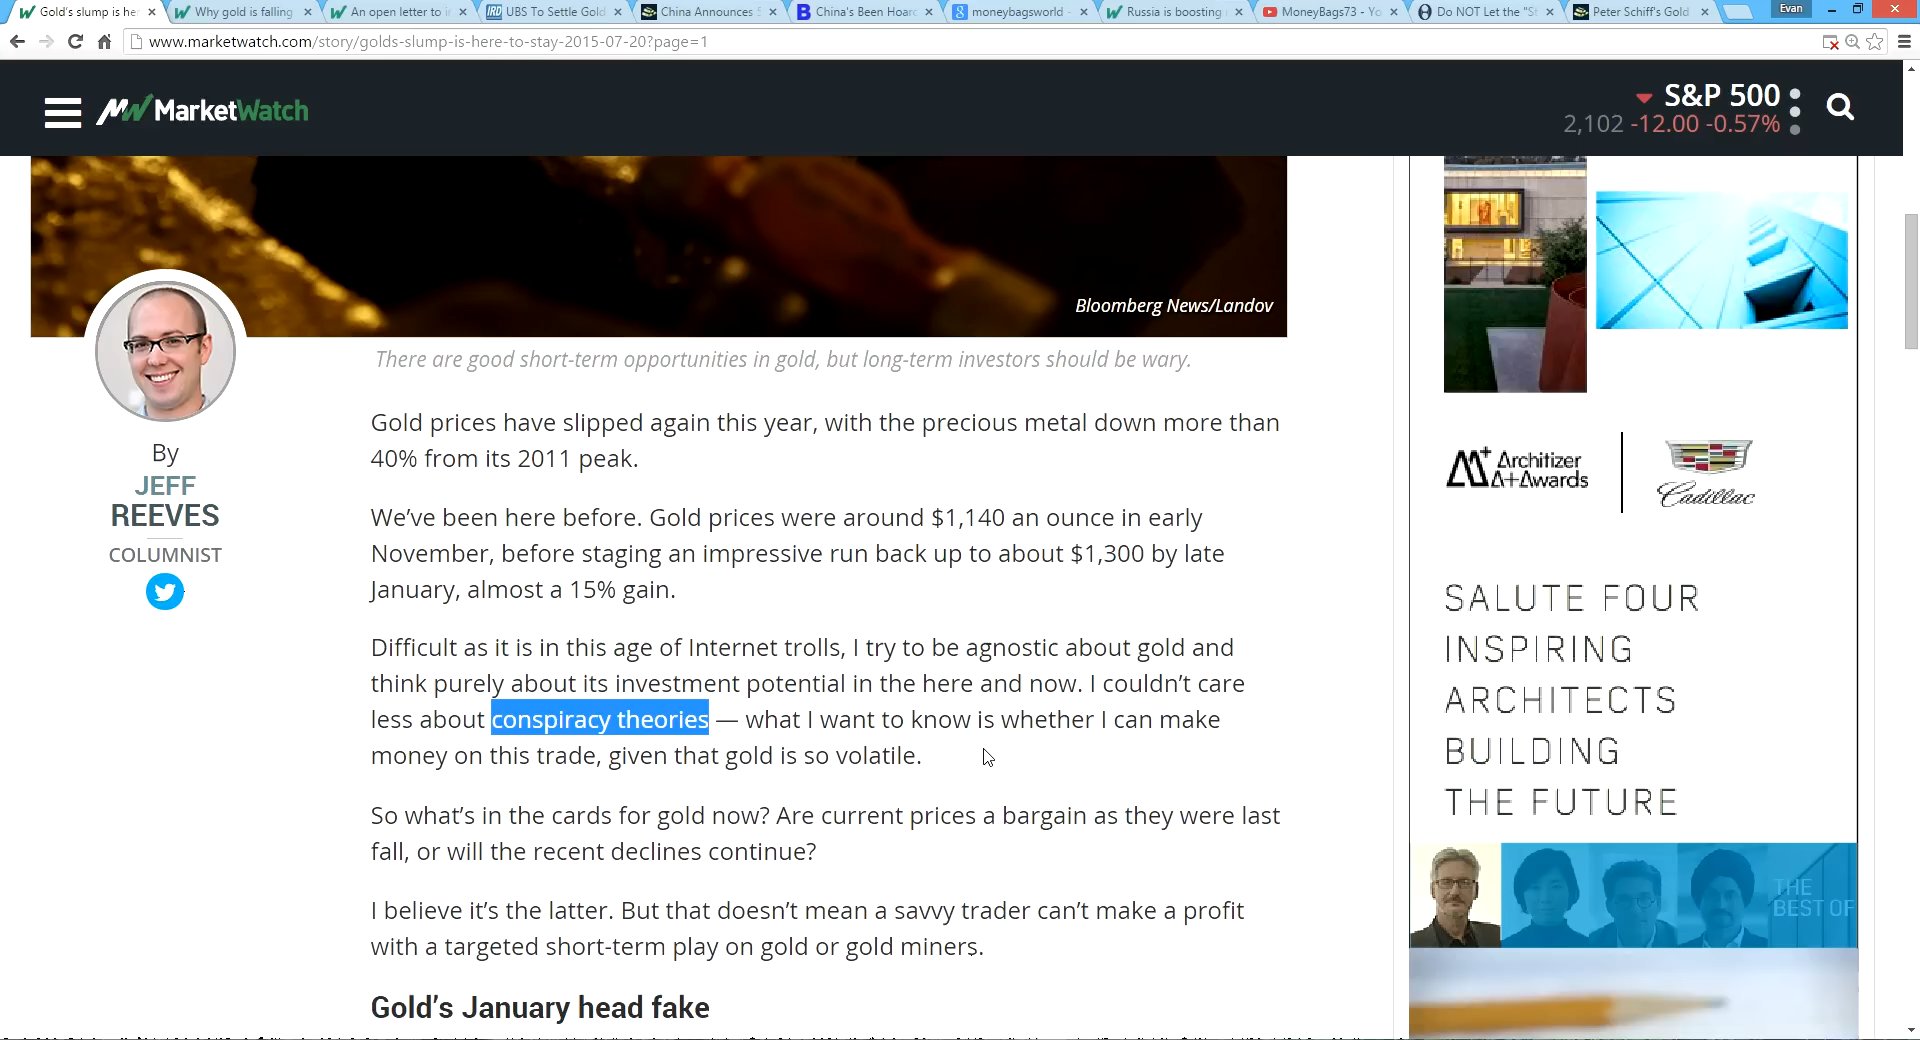 Gold's slump is he
Why gold is falling
An open letter to i
UBS To Settle Gold
China Announces
China's Been Hoar
moneybagsworld -
Russia is boosting
MoneyBags73 - Yo
Do NOT Let the "S
Peter Schiff's Gold
Evan
www.marketwatch.com/story/golds-slump-is-here-to-stay-2015-07-20?page=1
MarketWatch
S&P 500
2,102 -12.00 -0.57%
Bloomberg News/Landov
There are good short-term opportunities in gold, but long-term investors should be wary.
By
JEFF
REEVES
COLUMNIST
Gold prices have slipped again this year, with the precious metal down more than
40% from its 2011 peak.
We've been here before. Gold prices were around $1,140 an ounce in early
November, before staging an impressive run back up to about $1,300 by late
January, almost a 15% gain.
Difficult as it is in this age of Internet trolls, I try to be agnostic about gold and
think purely about its investment potential in the here and now. I couldn't care
less about conspiracy theories — what I want to know is whether I can make
money on this trade, given that gold is so volatile.
So what's in the cards for gold now? Are current prices a bargain as they were last
fall, or will the recent declines continue?
I believe it's the latter. But that doesn't mean a savvy trader can't make a profit
with a targeted short-term play on gold or gold miners.
Gold's January head fake
Architizer
A+Awards
Cadillac
SALUTE FOUR
INSPIRING
ARCHITECTS
BUILDING
THE FUTURE
THE
BEST OF